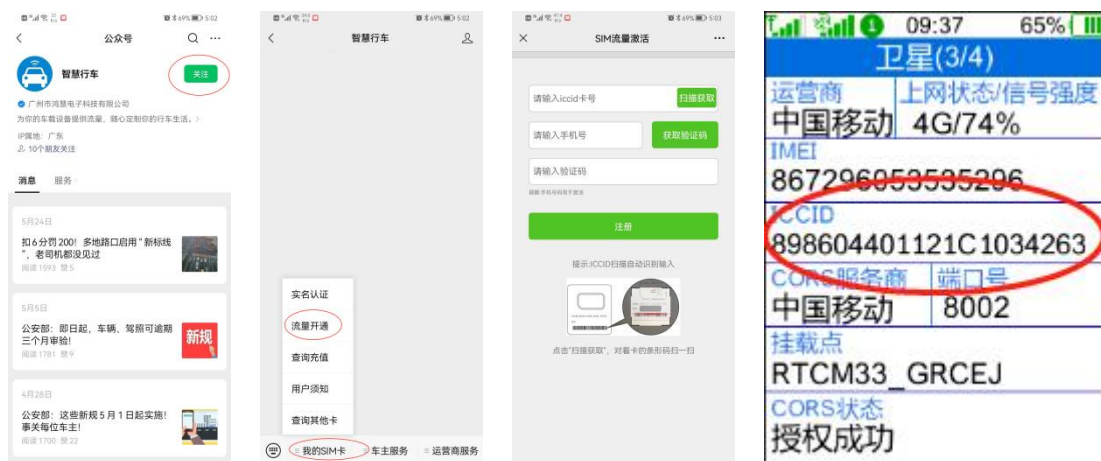 69% 5:02
公众号
智慧行车
关注
广州市鸿慧电子科技有限公司
为你的车载设备提供流量，随心定制你的行车生活。
IP属地：广东
10个朋友关注
消息 服务
5月24日
扣6分罚200！多地路口启用"新标线
"，老司机都没见过
阅读 1593 赞 5
5月5日
公安部：即日起，车辆、驾照可逾期
三个月审验！
阅读 1781 赞 9
新规
4月28日
公安部：这些新规5月1日起实施！
事关每位车主！
阅读 1700 赞 22
69% 5:02
智慧行车
实名认证
流量开通
查询充值
用户须知
查询其他卡
我的SIM卡 车主服务 运营商服务
69% 5:03
SIM流量激活
请输入iccid卡号 扫描获取
请输入手机号 获取验证码
请输入验证码
注册
提示:ICCID扫描自动识别输入
点击"扫描获取"，对着卡的条形码扫一扫
1 09:37 65%
卫星(3/4)
运营商 上网状态/信号强度
中国移动 4G/74%
IMEI
867296053535296
ICCID
898604401121C1034263
CORS服务商 端口号
中国移动 8002
挂载点
RTCM33_GRCEJ
CORS状态
授权成功